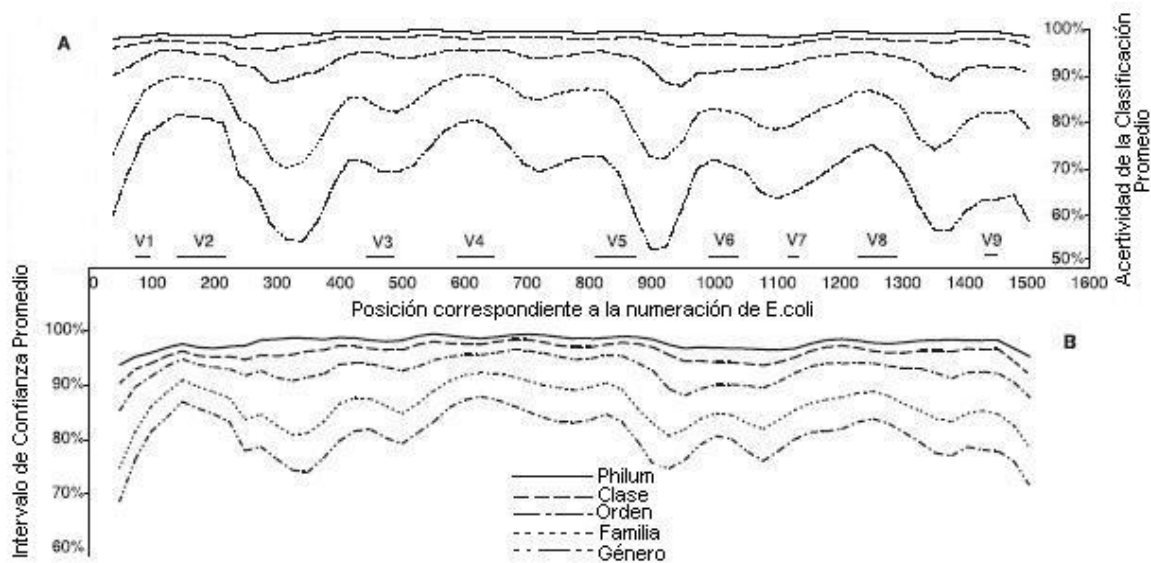 A
100%
90%
80%
70%
60%
50%
Acertividad de la Clasificación
Promedio
V1 V2 V3 V4 V5 V6 V7 V8 V9
0 100 200 300 400 500 600 700 800 900 1000 1100 1200 1300 1400 1500 1600
Posición correspondiente a la numeración de E.coli
B
100%
90%
80%
70%
60%
Intervalo de Confianza Promedio
Philum
Clase
Orden
Familia
Género